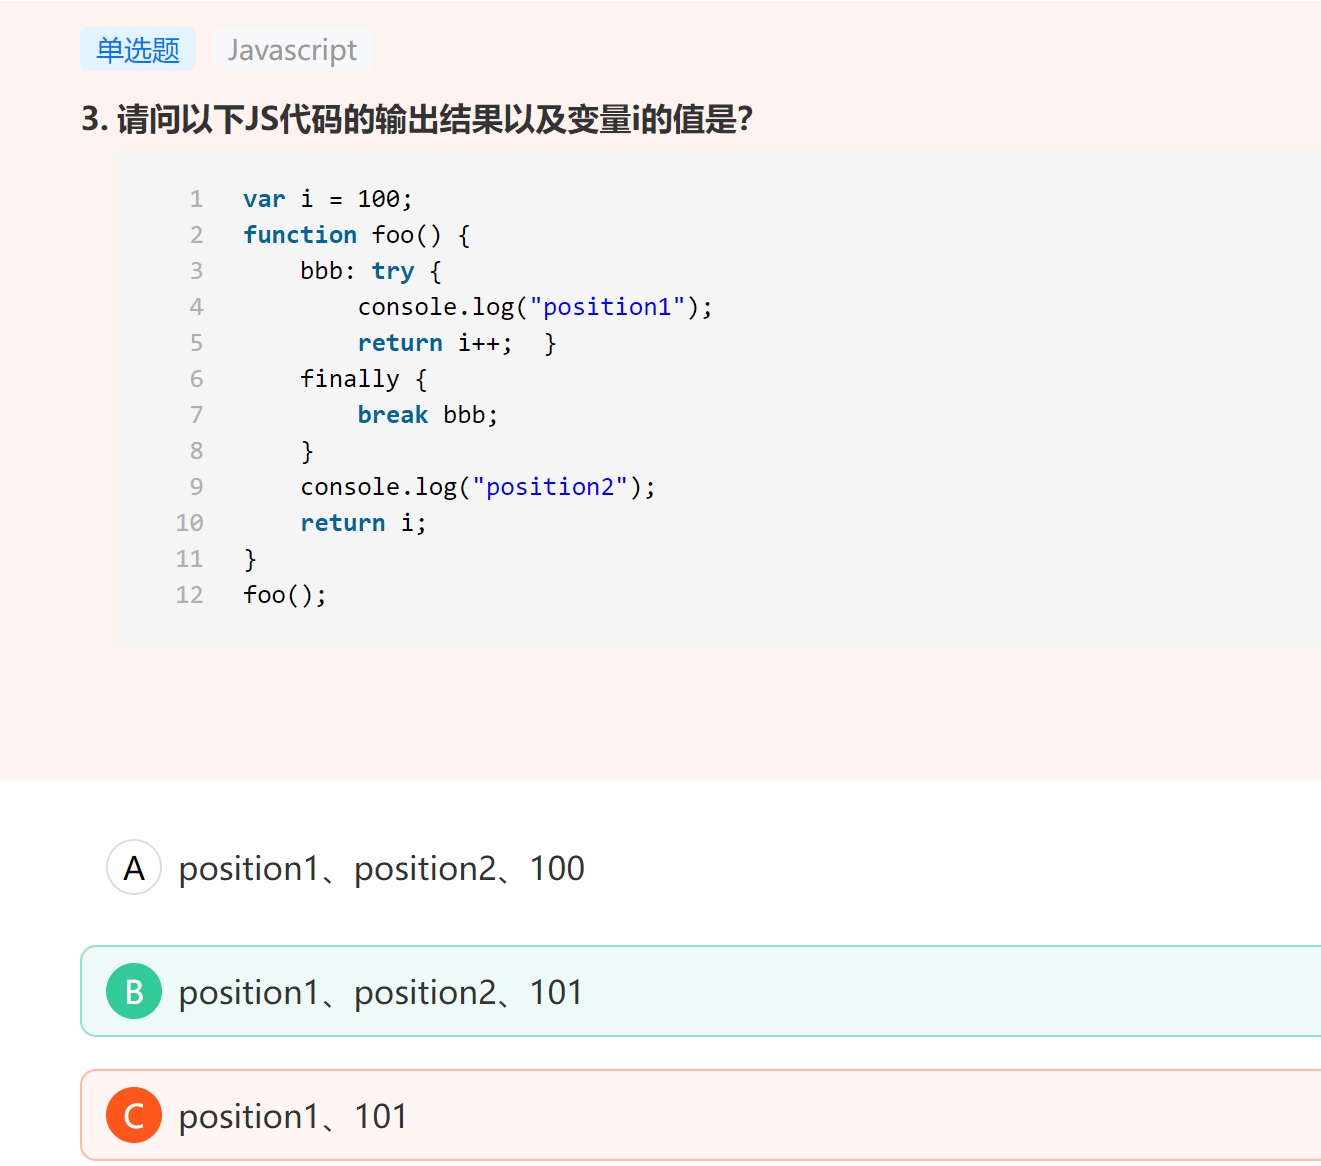 单选题 Javascript
3. 请问以下JS代码的输出结果以及变量i的值是?
1 var i = 100;
2 function foo() {
3     bbb: try {
4         console.log("position1");
5         return i++;  }
6     finally {
7         break bbb;
8     }
9     console.log("position2");
10     return i;
11 }
12 foo();
A position1、position2、100
B position1、position2、101
C position1、101